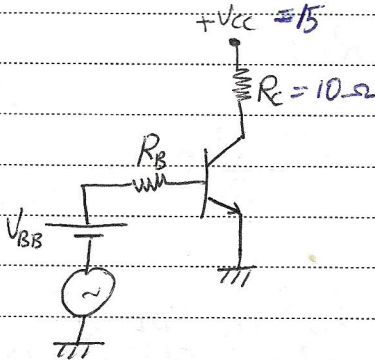 +VCC =15
RC = 10 Ω
RB
VBB
~